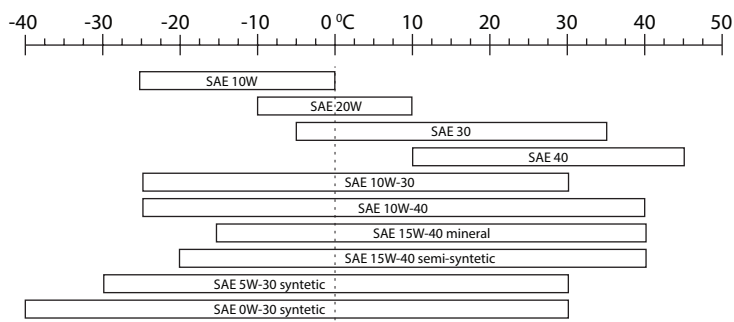 -40 -30 -20 -10 0 ⁰C 10 20 30 40 50
SAE 10W
SAE 20W
SAE 30
SAE 40
SAE 10W-30
SAE 10W-40
SAE 15W-40 mineral
SAE 15W-40 semi-syntetic
SAE 5W-30 syntetic
SAE 0W-30 syntetic